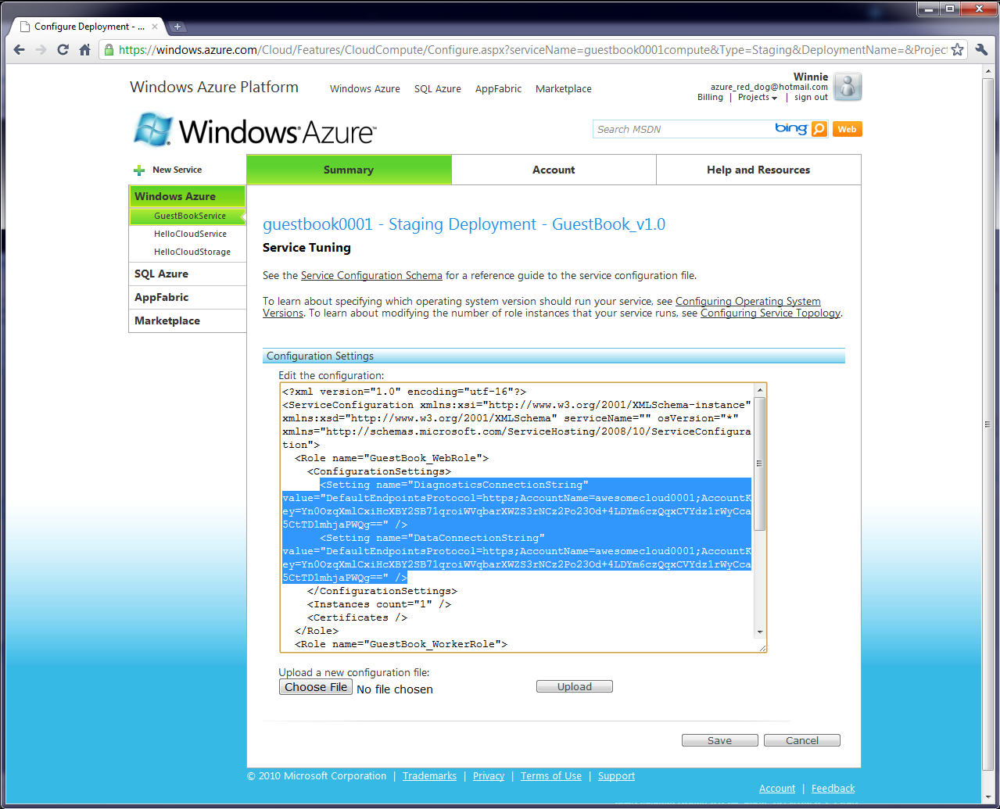 Configure Deployment - ...
https://windows.azure.com/Cloud/Features/CloudCompute/Configure.aspx?serviceName=guestbook0001compute&Type=Staging&DeploymentName=&Projec
Windows Azure Platform
Windows Azure SQL Azure AppFabric Marketplace
Winnie
azure_red_dog@hotmail.com
Billing | Projects | sign out
Windows Azure™
Search MSDN bing Web
New Service
Summary Account Help and Resources
Windows Azure
GuestBookService
HelloCloudService
HelloCloudStorage
SQL Azure
AppFabric
Marketplace
guestbook0001 - Staging Deployment - GuestBook_v1.0
Service Tuning
See the Service Configuration Schema for a reference guide to the service configuration file.
To learn about specifying which operating system version should run your service, see Configuring Operating System
Versions. To learn about modifying the number of role instances that your service runs, see Configuring Service Topology.
Configuration Settings
Edit the configuration:
<?xml version="1.0" encoding="utf-16"?>
<ServiceConfiguration xmlns:xsi="http://www.w3.org/2001/XMLSchema-instance"
xmlns:xsd="http://www.w3.org/2001/XMLSchema" serviceName="" osVersion="*"
xmlns="http://schemas.microsoft.com/ServiceHosting/2008/10/ServiceConfigura
tion">
<Role name="GuestBook_WebRole">
<ConfigurationSettings>
<Setting name="DiagnosticsConnectionString"
value="DefaultEndpointsProtocol=https;AccountName=awesomecloud0001;AccountK
ey=Yn0OzqXmlCxiHcXBY2SB71qroiWVqbarXWZS3rNCz2Po23Od+4LDYm6czQqxCVYdz1rWyCca
5CtTD1mhjaPWQg==" />
<Setting name="DataConnectionString"
value="DefaultEndpointsProtocol=https;AccountName=awesomecloud0001;AccountK
ey=Yn0OzqXmlCxiHcXBY2SB71qroiWVqbarXWZS3rNCz2Po23Od+4LDYm6czQqxCVYdz1rWyCca
5CtTD1mhjaPWQg==" />
</ConfigurationSettings>
<Instances count="1" />
<Certificates />
</Role>
<Role name="GuestBook_WorkerRole">
Upload a new configuration file:
Choose File No file chosen Upload
Save Cancel
© 2010 Microsoft Corporation | Trademarks | Privacy | Terms of Use | Support
Account | Feedback